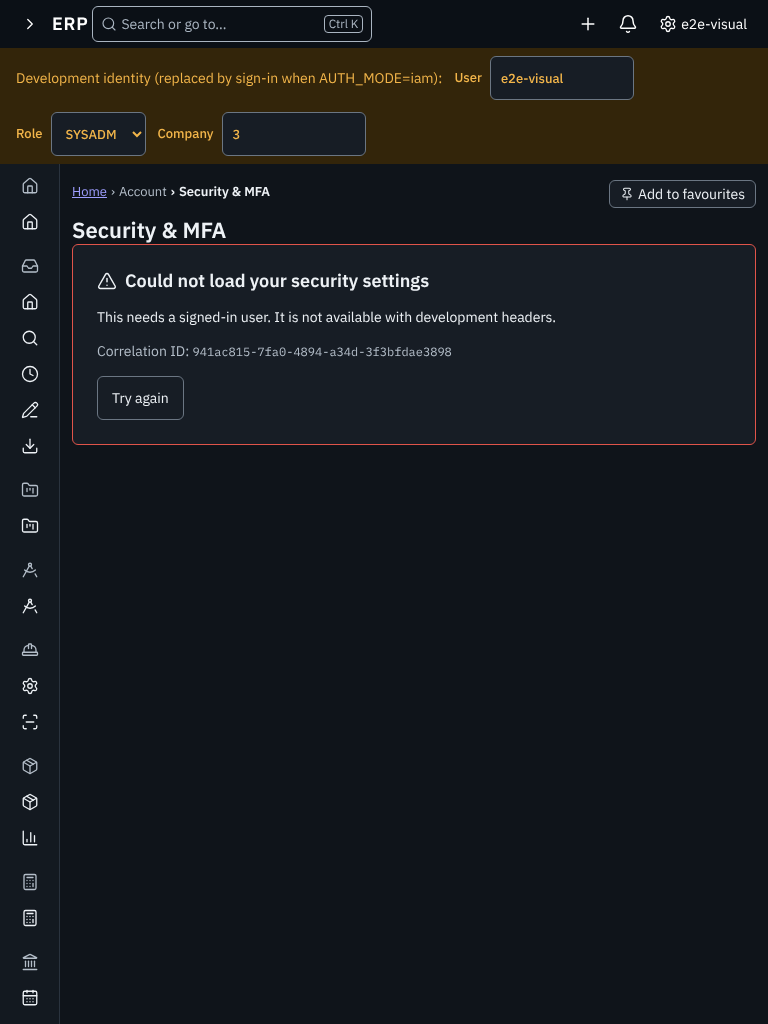 ERP Search or go to... Ctrl K e2e-visual
Development identity (replaced by sign-in when AUTH_MODE=iam): User e2e-visual
Role SYSADM Company 3
Home › Account › Security & MFA Add to favourites
Security & MFA
Could not load your security settings
This needs a signed-in user. It is not available with development headers.
Correlation ID: 941ac815-7fa0-4894-a34d-3f3bfdae3898
Try again